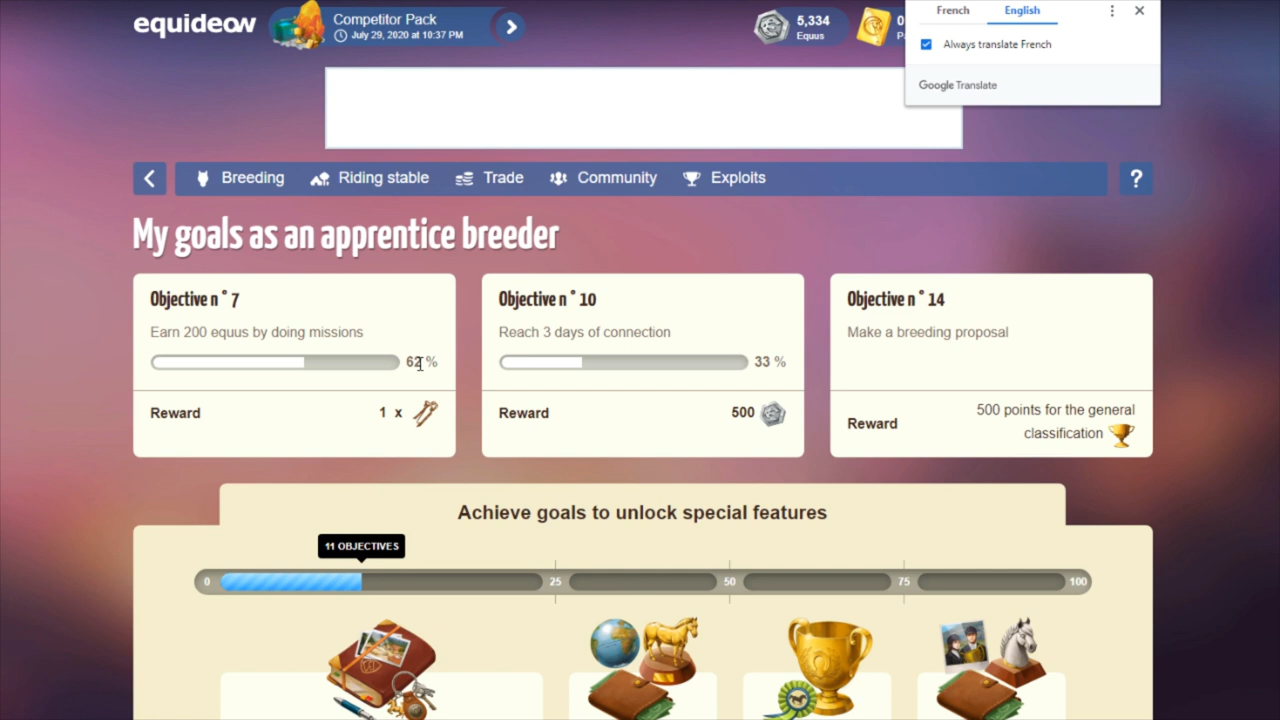 equideow
Competitor Pack
July 29, 2020 at 10:37 PM
5,334
Equus
French
English
Always translate French
Google Translate
Breeding
Riding stable
Trade
Community
Exploits
?
My goals as an apprentice breeder
Objective n ° 7
Earn 200 equus by doing missions
62 %
Reward
1 x
Objective n ° 10
Reach 3 days of connection
33 %
Reward
500
Objective n ° 14
Make a breeding proposal
Reward
500 points for the general
classification
Achieve goals to unlock special features
11 OBJECTIVES
0
25
50
75
100